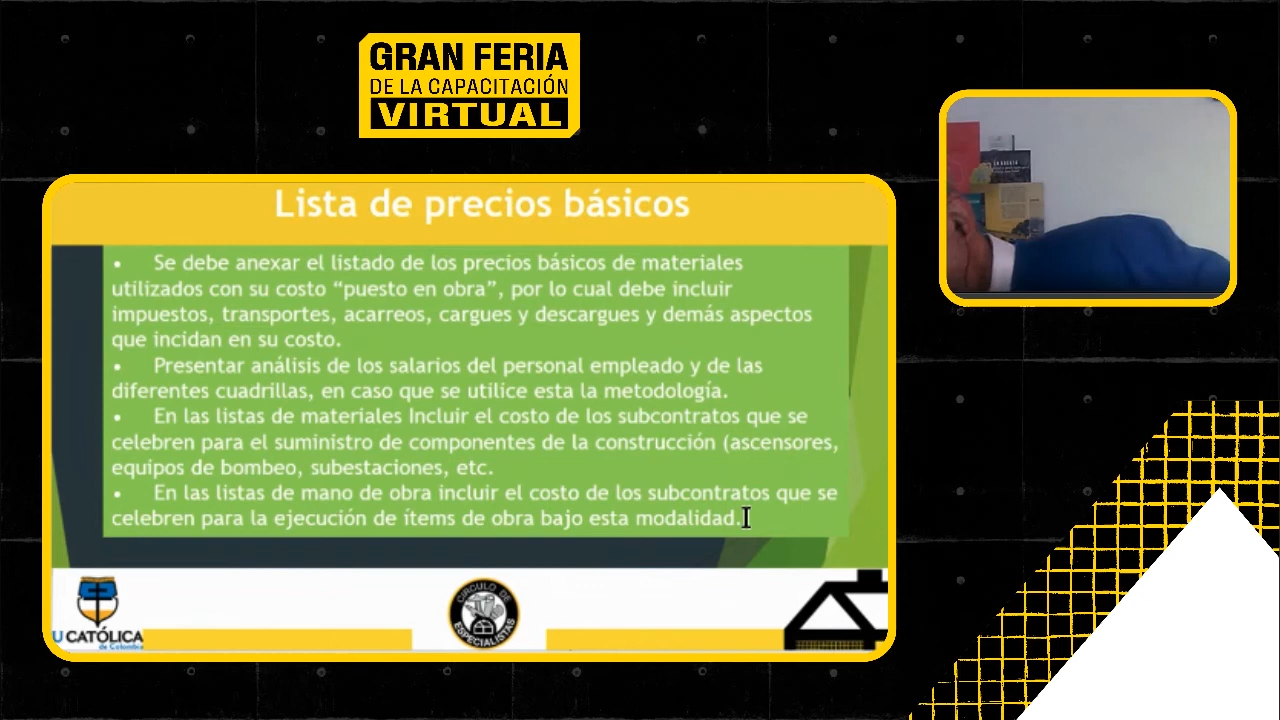 GRAN FERIA
DE LA CAPACITACIÓN
VIRTUAL
Lista de precios básicos
• Se debe anexar el listado de los precios básicos de materiales
utilizados con su costo “puesto en obra”, por lo cual debe incluir
impuestos, transportes, acarreos, cargues y descargues y demás aspectos
que incidan en su costo.
• Presentar análisis de los salarios del personal empleado y de las
diferentes cuadrillas, en caso que se utilice esta la metodología.
• En las listas de materiales Incluir el costo de los subcontratos que se
celebren para el suministro de componentes de la construcción (ascensores,
equipos de bombeo, subestaciones, etc.
• En las listas de mano de obra incluir el costo de los subcontratos que se
celebren para la ejecución de ítems de obra bajo esta modalidad.
U CATÓLICA
de Colombia
CIRCULO DE
ESPECIALISTAS